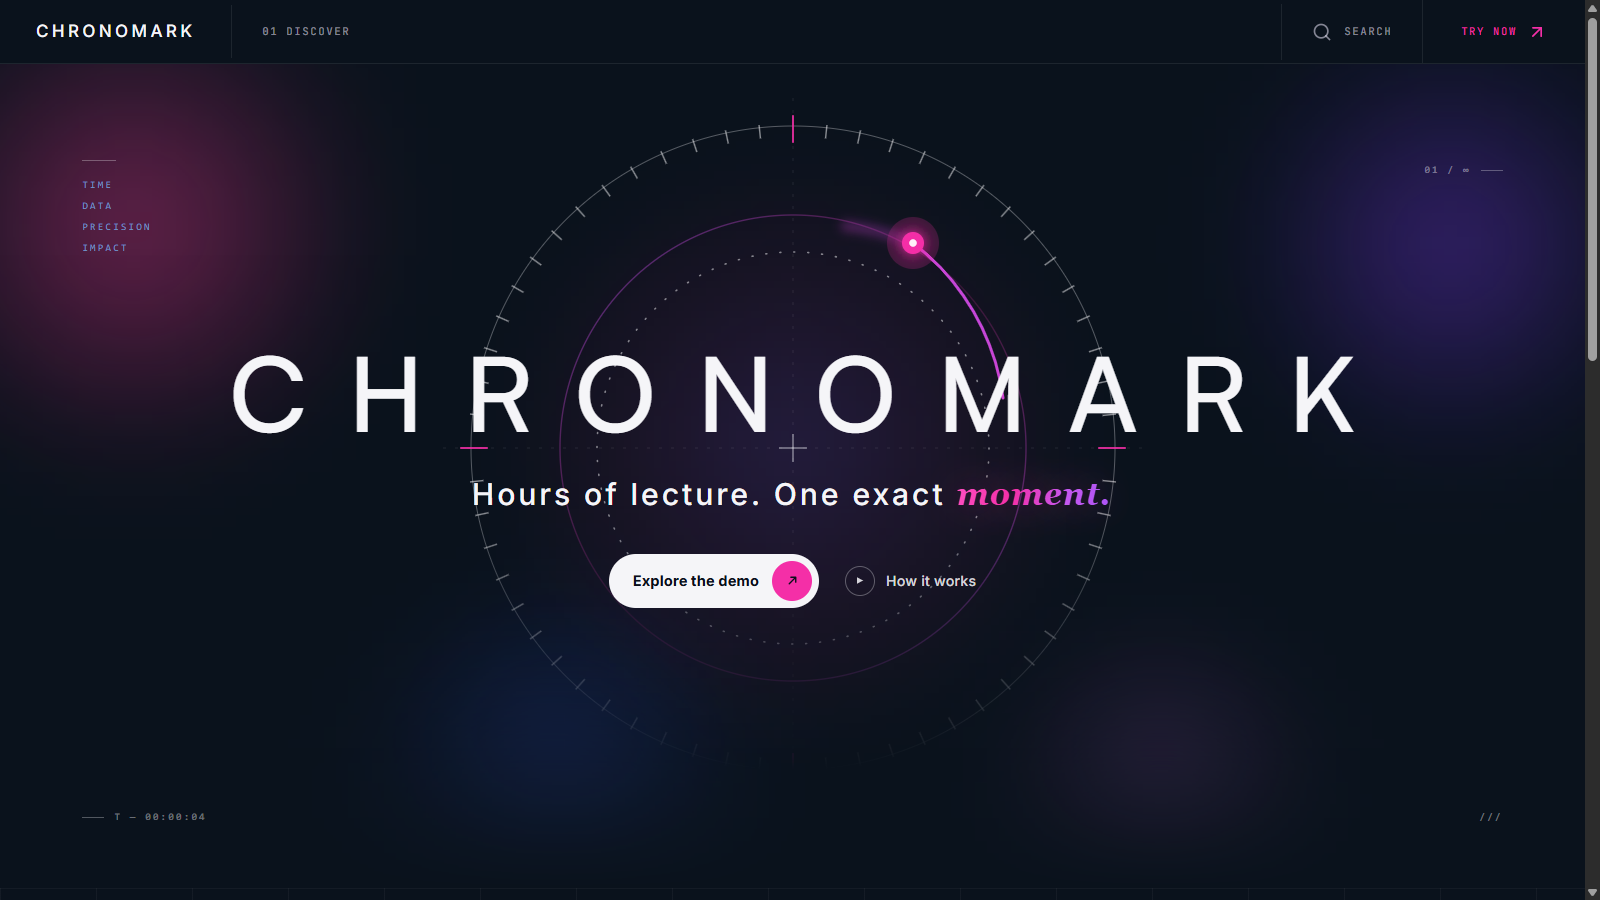 CHRONOMARK
01 DISCOVER
SEARCH
TRY NOW
TIME
DATA
PRECISION
IMPACT
01 / ∞
CHRONOMARK
Hours of lecture. One exact moment.
Explore the demo
How it works
T — 00:00:04
///